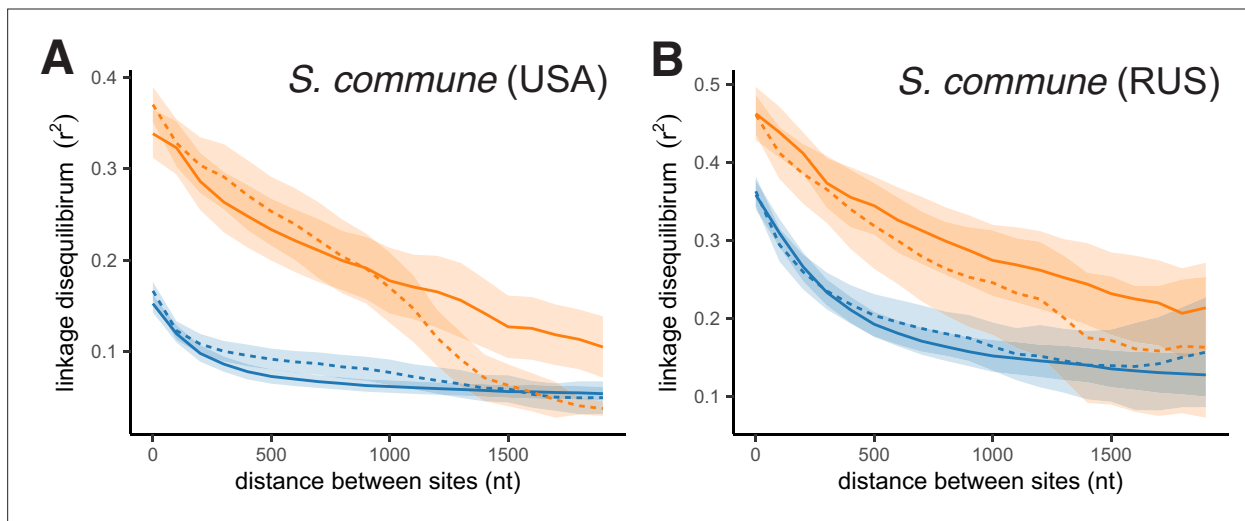 A
S. commune (USA)
0.4
0.3
0.2
0.1
linkage disequilibirum (r²)
0
500
1000
1500
distance between sites (nt)
B
S. commune (RUS)
0.5
0.4
0.3
0.2
0.1
linkage disequilibirum (r²)
0
500
1000
1500
distance between sites (nt)